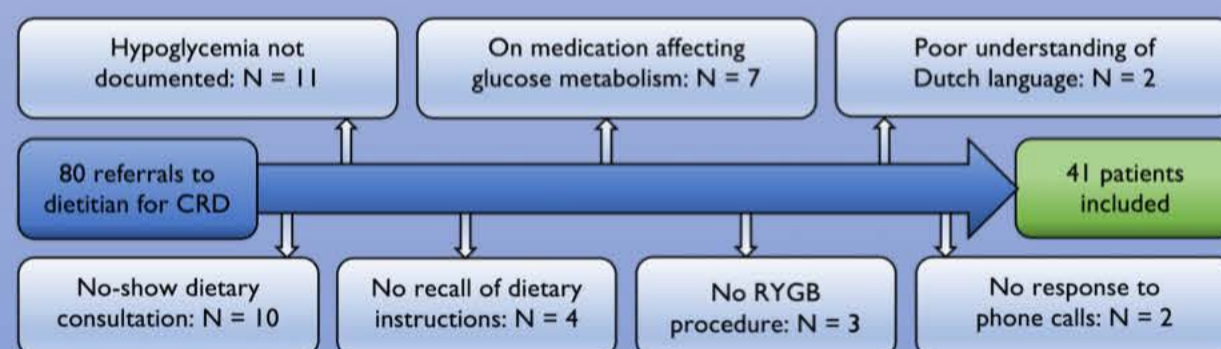 Hypoglycemia not
documented: N = 11
On medication affecting
glucose metabolism: N = 7
Poor understanding of
Dutch language: N = 2
80 referrals to
dietitian for CRD
41 patients
included
No-show dietary
consultation: N = 10
No recall of dietary
instructions: N = 4
No RYGB
procedure: N = 3
No response to
phone calls: N = 2